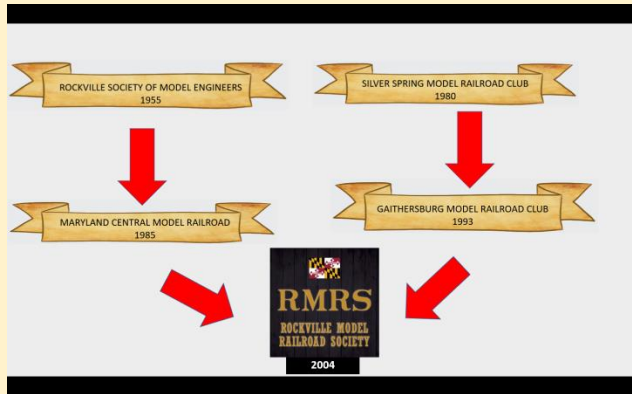 ROCKVILLE SOCIETY OF MODEL ENGINEERS
1955
SILVER SPRING MODEL RAILROAD CLUB
1980
MARYLAND CENTRAL MODEL RAILROAD
1985
GAITHERSBURG MODEL RAILROAD CLUB
1993
RMRS
ROCKVILLE MODEL
RAILROAD SOCIETY
2004